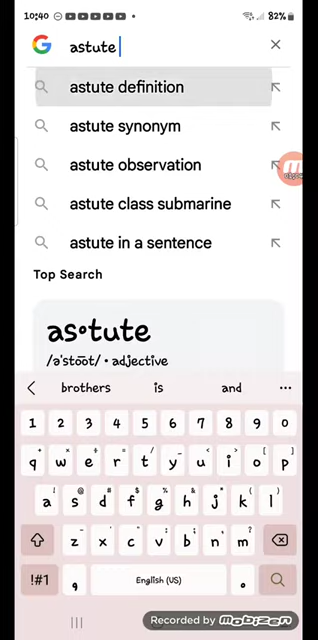 10:40 82%
astute
astute definition
astute synonym
astute observation
astute class submarine
astute in a sentence
Top Search
as•tute
/ə'sto͞ot/ • adjective
brothers is and
1 2 3 4 5 6 7 8 9 0
q w e r t y u i o p
a s d f g h j k l
z x c v b n m
!#1 , English (US) .
Recorded by mobizen